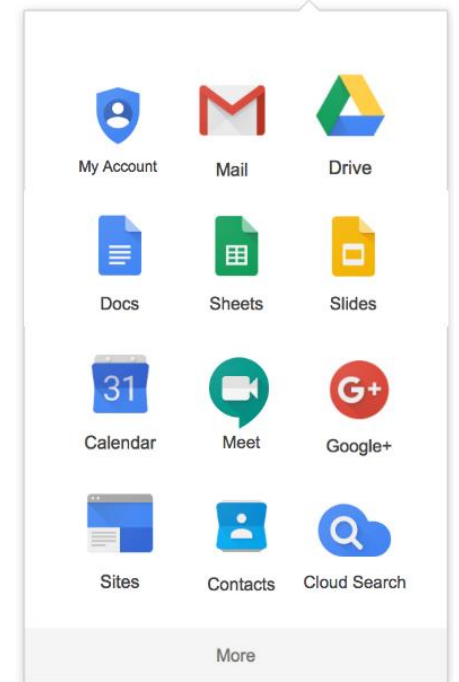 My Account Mail Drive
Docs Sheets Slides
31 G+
Calendar Meet Google+
Sites Contacts Cloud Search
More